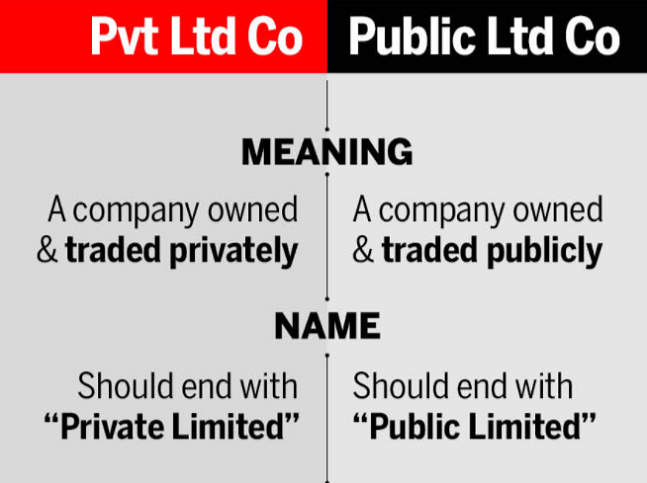 Pvt Ltd Co
Public Ltd Co
MEANING
A company owned
& traded privately
A company owned
& traded publicly
NAME
Should end with
“Private Limited”
Should end with
“Public Limited”